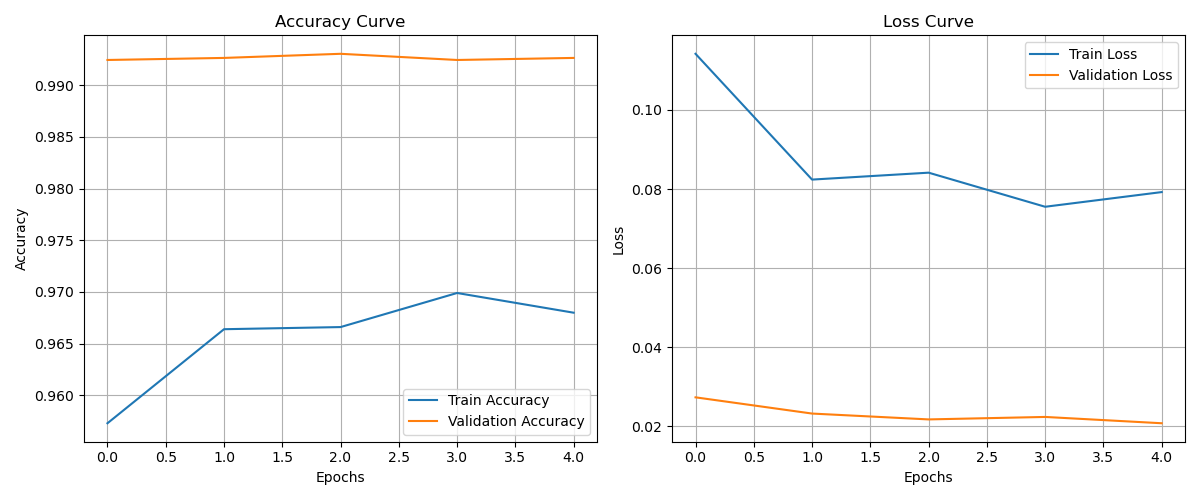 Accuracy Curve
0.990
0.985
0.980
0.975
0.970
0.965
0.960
Accuracy
Train Accuracy
Validation Accuracy
0.0 0.5 1.0 1.5 2.0 2.5 3.0 3.5 4.0
Epochs
Loss Curve
Train Loss
Validation Loss
0.10
0.08
0.06
0.04
0.02
Loss
0.0 0.5 1.0 1.5 2.0 2.5 3.0 3.5 4.0
Epochs